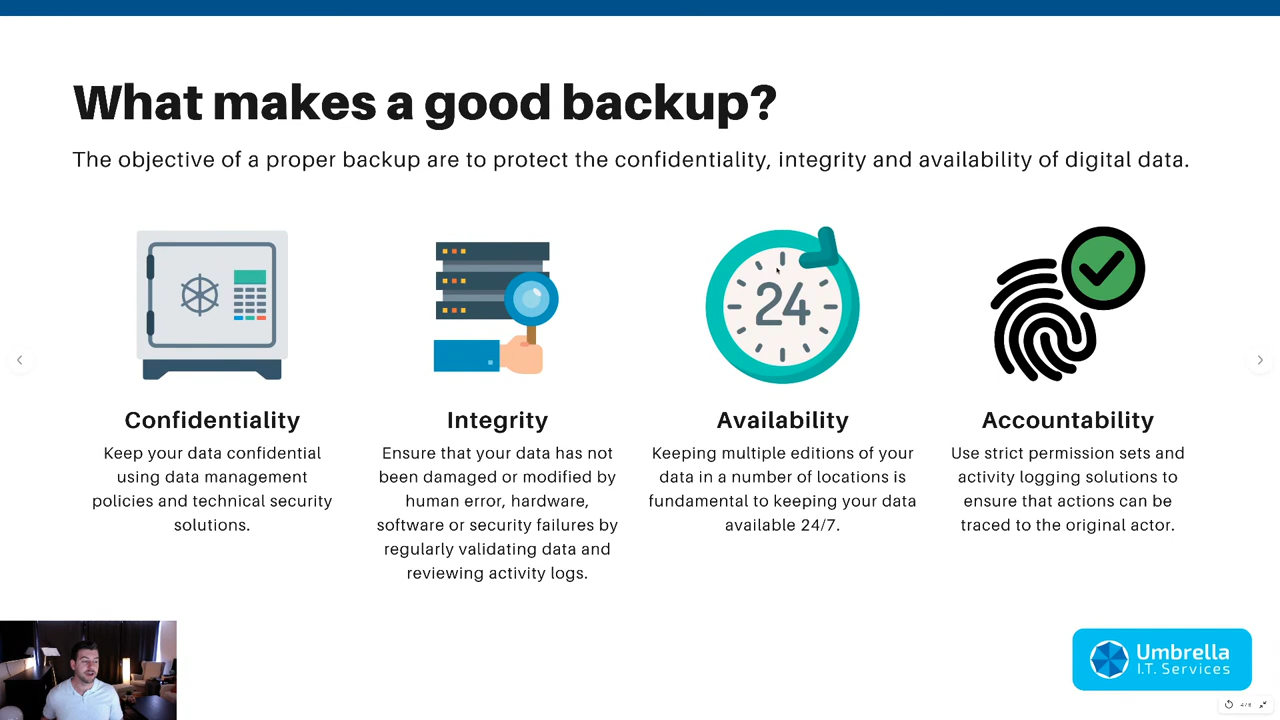 What makes a good backup?
The objective of a proper backup are to protect the confidentiality, integrity and availability of digital data.
24
Confidentiality
Keep your data confidential
using data management
policies and technical security
solutions.
Integrity
Ensure that your data has not
been damaged or modified by
human error, hardware,
software or security failures by
regularly validating data and
reviewing activity logs.
Availability
Keeping multiple editions of your
data in a number of locations is
fundamental to keeping your data
available 24/7.
Accountability
Use strict permission sets and
activity logging solutions to
ensure that actions can be
traced to the original actor.
Umbrella
I.T. Services
4/8